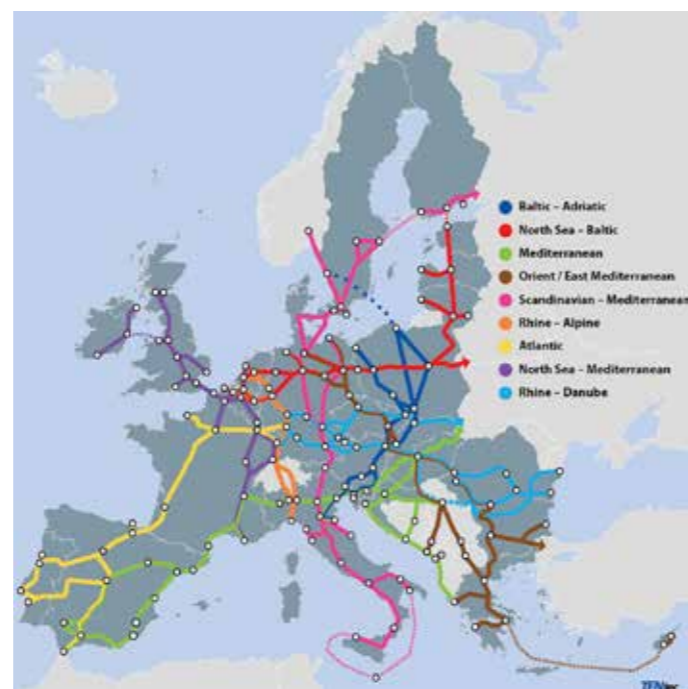 Baltic – Adriatic
North Sea – Baltic
Mediterranean
Orient / East Mediterranean
Scandinavian – Mediterranean
Rhine – Alpine
Atlantic
North Sea – Mediterranean
Rhine – Danube